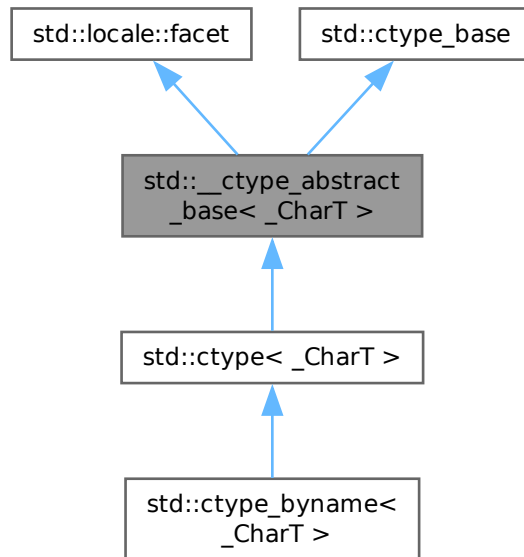 std::locale::facet
std::ctype_base
std::__ctype_abstract
_base< _CharT >
std::ctype< _CharT >
std::ctype_byname<
_CharT >